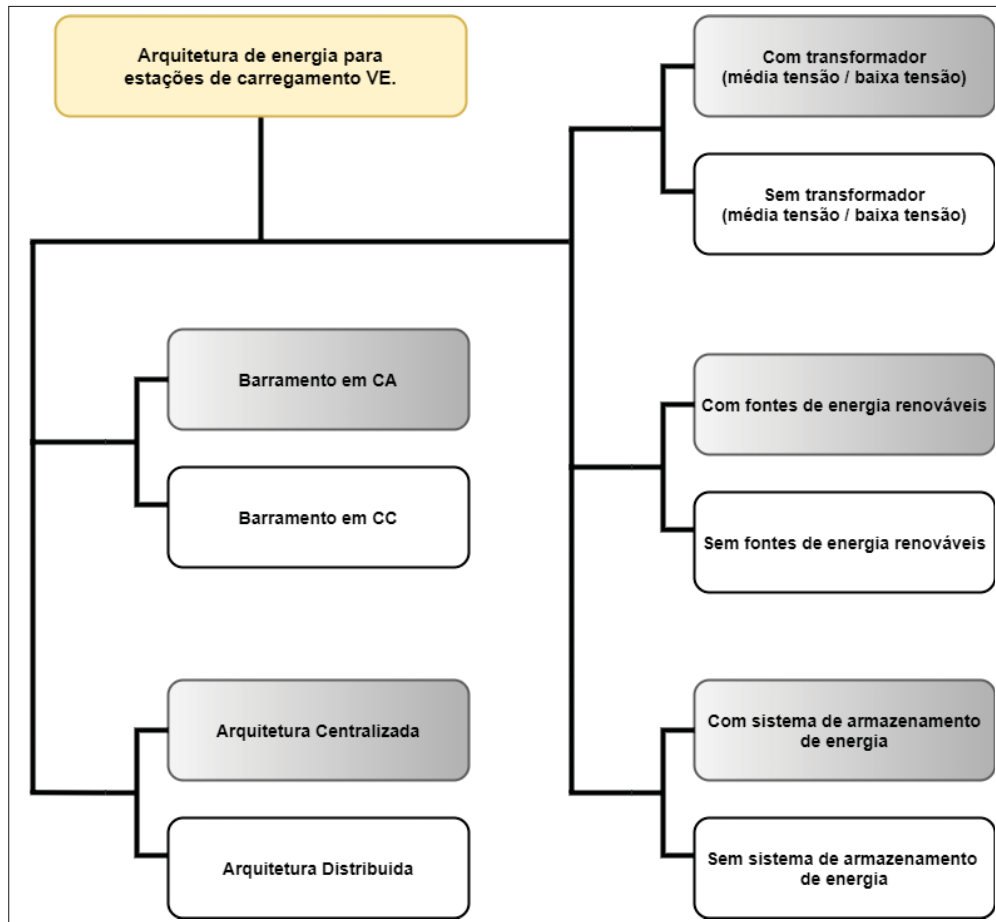 Arquitetura de energia para
estações de carregamento VE.
Barramento em CA
Barramento em CC
Arquitetura Centralizada
Arquitetura Distribuida
Com transformador
(média tensão / baixa tensão)
Sem transformador
(média tensão / baixa tensão)
Com fontes de energia renováveis
Sem fontes de energia renováveis
Com sistema de armazenamento
de energia
Sem sistema de armazenamento
de energia